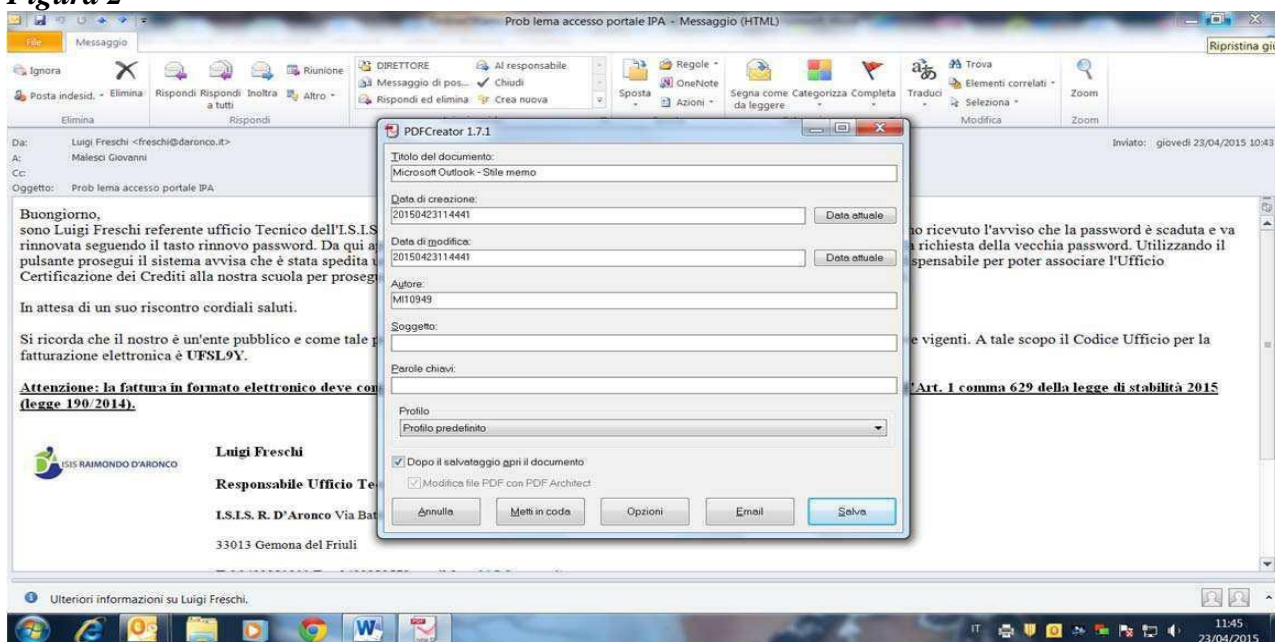 Figura 2
Prob lema accesso portale IPA - Messaggio (HTML)
File Messaggio
Ripristina giù
Ignora
Posta indesid.
Elimina
Rispondi
Rispondi a tutti
Inoltra
Riunione
Altro
DIRETTORE
Messaggio di pos...
Rispondi ed elimina
Al responsabile
Chiudi
Crea nuova
Sposta
Regole
OneNote
Azioni
Segna come da leggere
Categorizza
Completa
Traduci
Trova
Elementi correlati
Seleziona
Zoom
Elimina Rispondi Modifica Zoom
Da: Luigi Freschi <freschi@daronco.it>
Inviato: giovedì 23/04/2015 10:43
A: Malesci Giovanni
Cc:
Oggetto: Prob lema accesso portale IPA
Buongiorno,
sono Luigi Freschi referente ufficio Tecnico dell'I.S.I.S
o ricevuto l'avviso che la password è scaduta e va
rinnovata seguendo il tasto rinnovo password. Da qui
richiesta della vecchia password. Utilizzando il
pulsante prosegui il sistema avvisa che è stata spedita
spensabile per poter associare l'Ufficio
Certificazione dei Crediti alla nostra scuola per proseg
In attesa di un suo riscontro cordiali saluti.
Si ricorda che il nostro è un'ente pubblico e come tale
e vigenti. A tale scopo il Codice Ufficio per la
fatturazione elettronica è UFSL9Y.
Attenzione: la fattura in formato elettronico deve
'Art. 1 comma 629 della legge di stabilità 2015
(legge 190/2014).
ISIS RAIMONDO D'ARONCO
Luigi Freschi
Responsabile Ufficio Te
I.S.I.S. R. D'Aronco Via Bat
33013 Gemona del Friuli
PDFCreator 1.7.1
Titolo del documento:
Microsoft Outlook - Stile memo
Data di creazione:
20150423114441 Data attuale
Data di modifica:
20150423114441 Data attuale
Autore:
MI10949
Soggetto:
Parole chiavi:
Profilo
Profilo predefinito
Dopo il salvataggio apri il documento
Modifica file PDF con PDF Architect
Annulla Metti in coda Opzioni Email Salva
Ulteriori informazioni su Luigi Freschi.
IT
11:45
23/04/2015